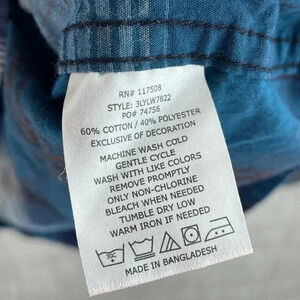 RN# 117508
STYLE: 3LYLW7822
PO# 74756
60% COTTON / 40% POLYESTER
EXCLUSIVE OF DECORATION
MACHINE WASH COLD
GENTLE CYCLE
WASH WITH LIKE COLORS
REMOVE PROMPTLY
ONLY NON-CHLORINE
BLEACH WHEN NEEDED
TUMBLE DRY LOW
WARM IRON IF NEEDED
MADE IN BANGLADESH